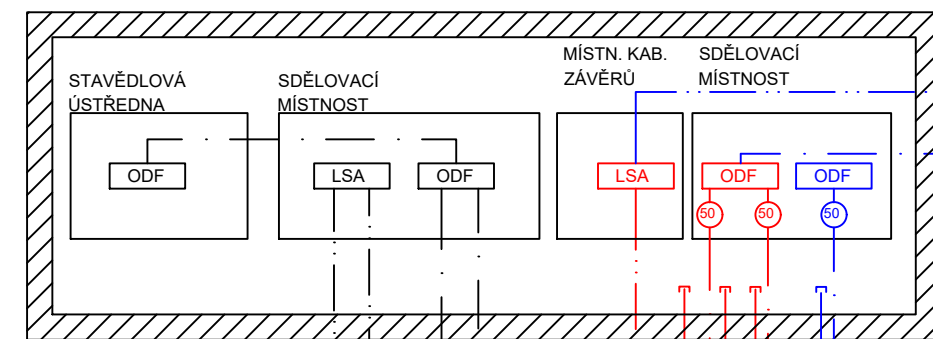 STAVĚDLOVÁ
ÚSTŘEDNA
SDĚLOVACÍ
MÍSTNOST
MÍSTN. KAB.
ZÁVĚRŮ
SDĚLOVACÍ
MÍSTNOST
ODF
LSA
ODF
LSA
ODF
ODF
50
50
50